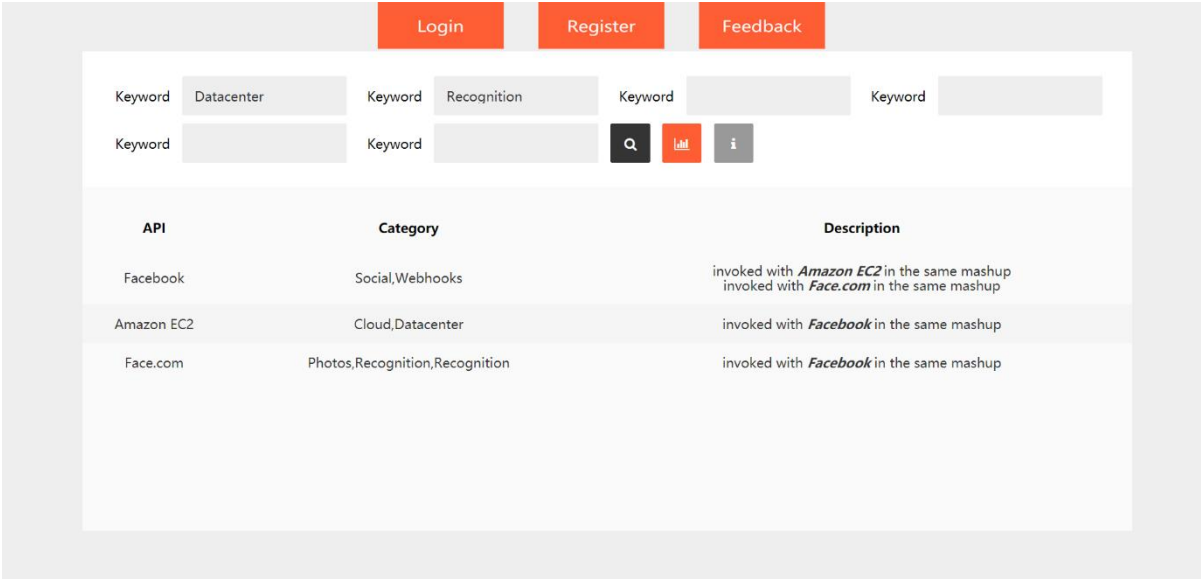 Login Register Feedback
Keyword Datacenter Keyword Recognition Keyword Keyword
Keyword Keyword
API Category Description
Facebook Social,Webhooks invoked with Amazon EC2 in the same mashup
invoked with Face.com in the same mashup
Amazon EC2 Cloud,Datacenter invoked with Facebook in the same mashup
Face.com Photos,Recognition,Recognition invoked with Facebook in the same mashup